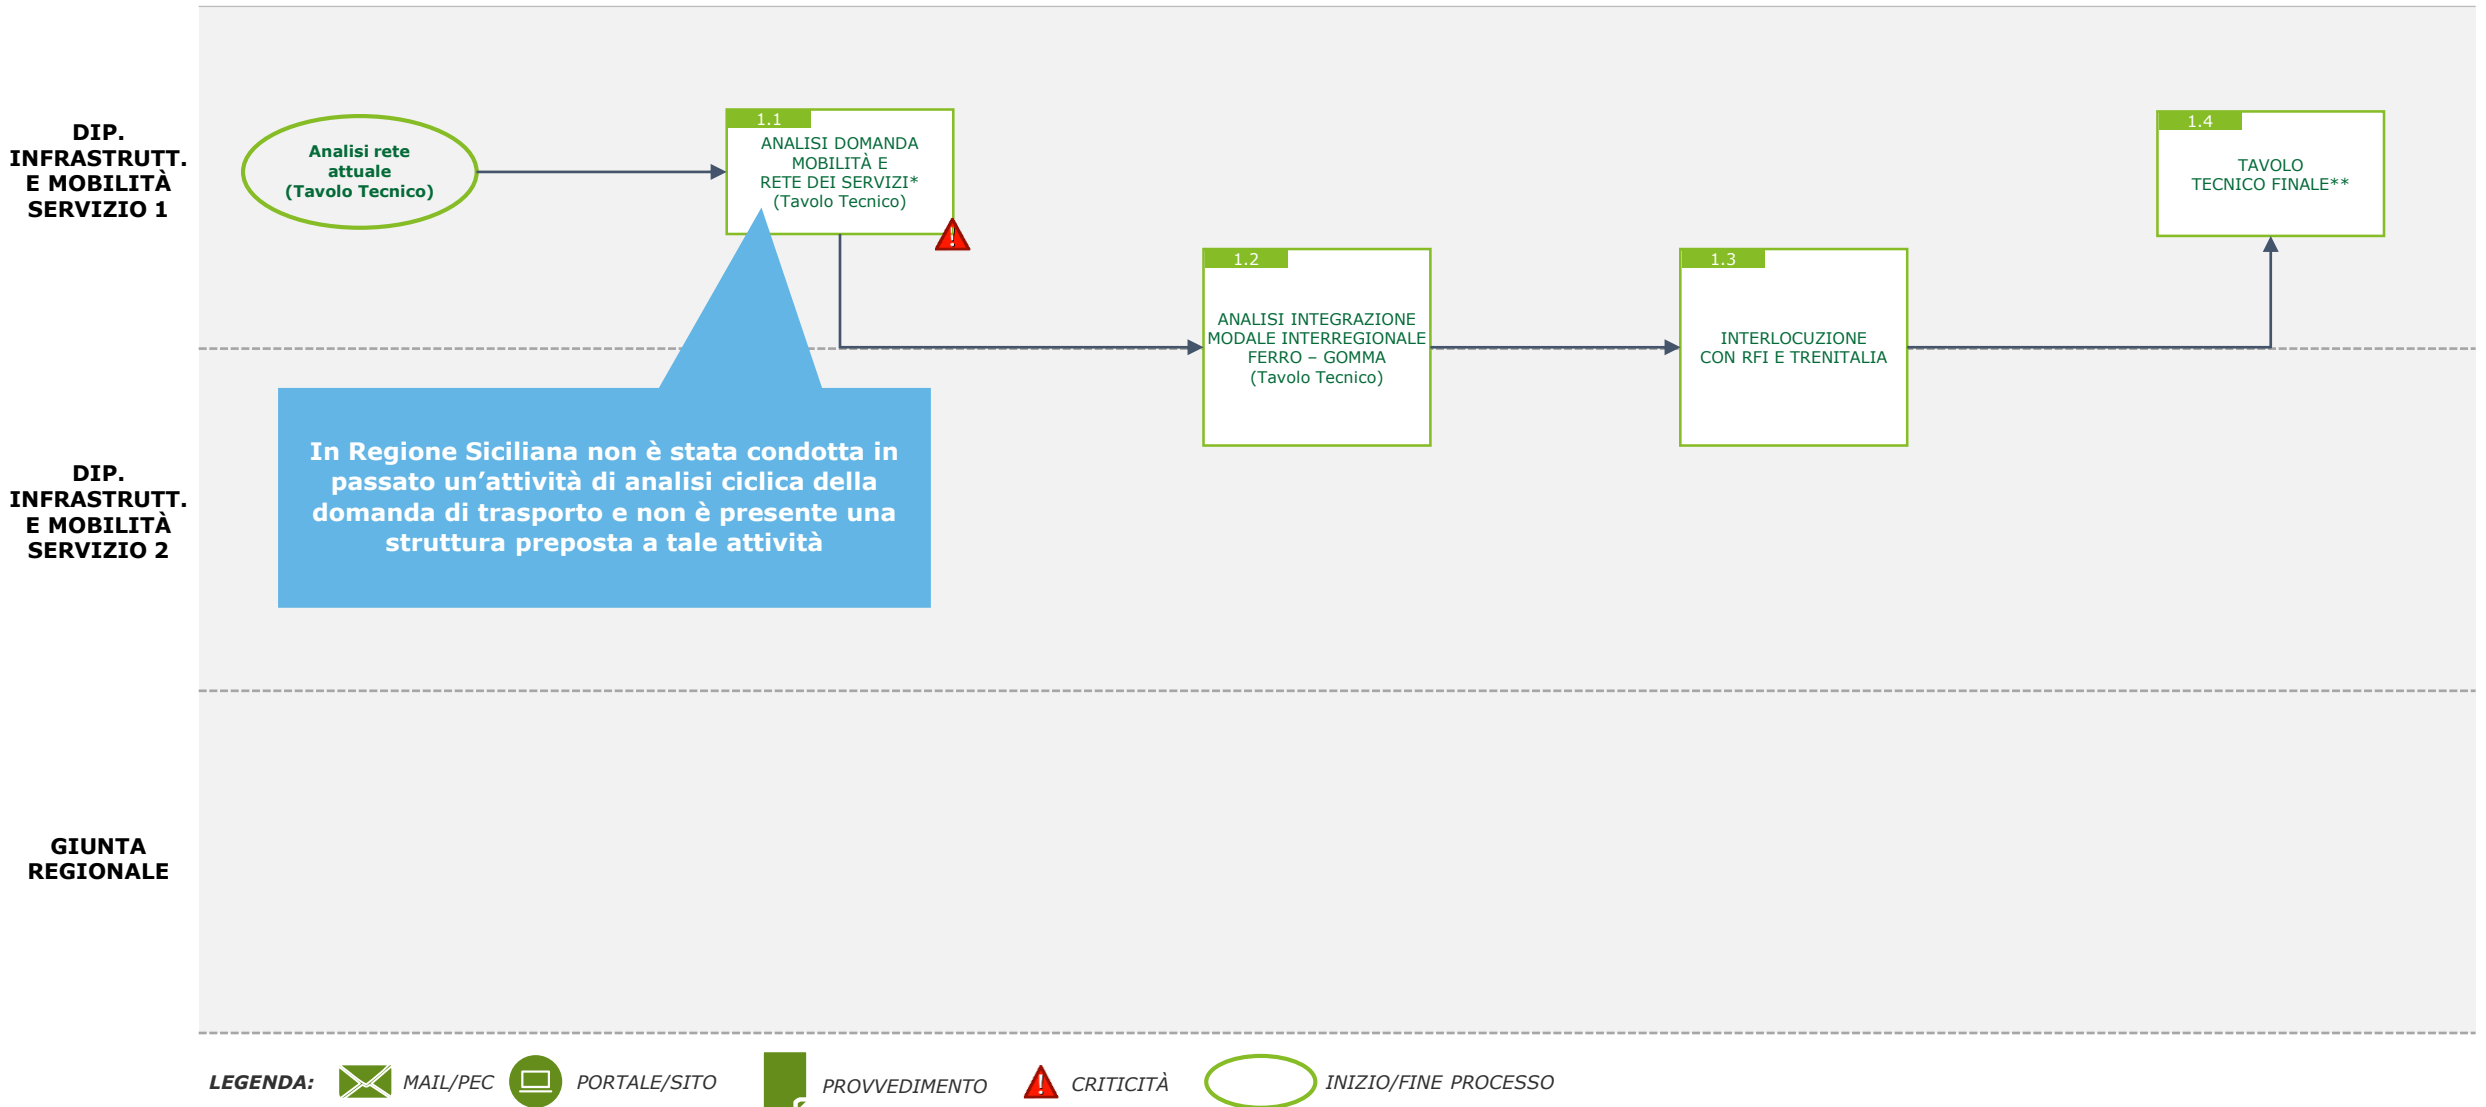 DIP.
INFRASTRUTT.
E MOBILITÀ
SERVIZIO 1
Analisi rete
attuale
(Tavolo Tecnico)
1.1
ANALISI DOMANDA
MOBILITÀ E
RETE DEI SERVIZI*
(Tavolo Tecnico)
1.2
ANALISI INTEGRAZIONE
MODALE INTERREGIONALE
FERRO – GOMMA
(Tavolo Tecnico)
1.3
INTERLOCUZIONE
CON RFI E TRENITALIA
1.4
TAVOLO
TECNICO FINALE**
In Regione Siciliana non è stata condotta in
passato un’attività di analisi ciclica della
domanda di trasporto e non è presente una
struttura preposta a tale attività
DIP.
INFRASTRUTT.
E MOBILITÀ
SERVIZIO 2
GIUNTA
REGIONALE
LEGENDA: MAIL/PEC PORTALE/SITO PROVVEDIMENTO CRITICITÀ INIZIO/FINE PROCESSO